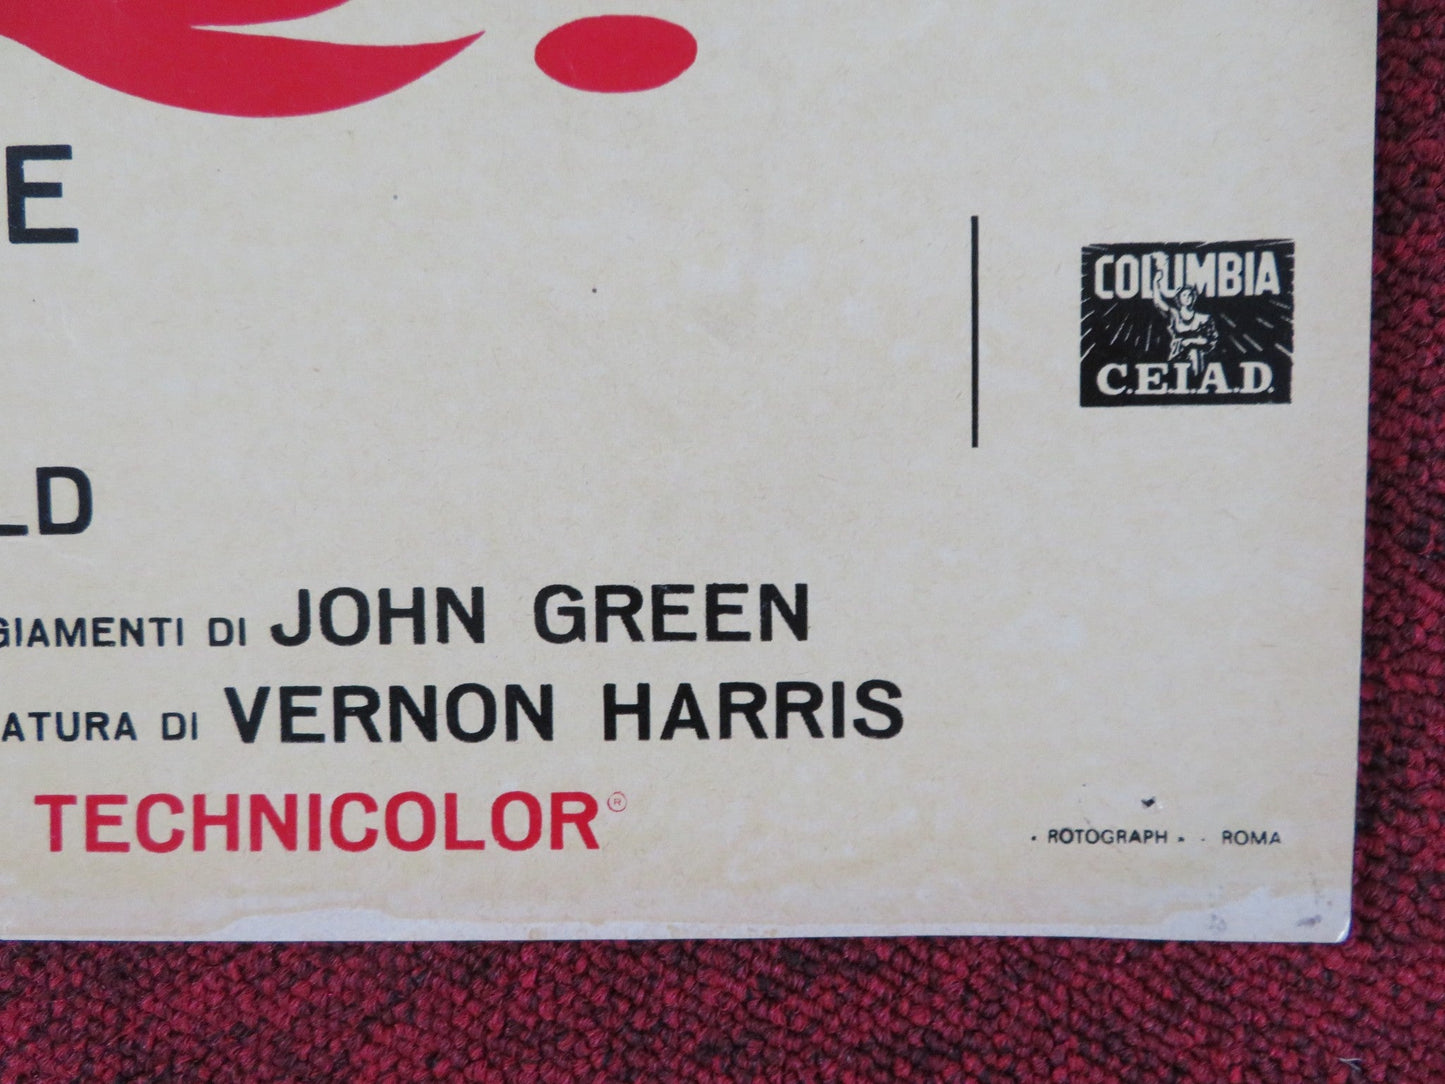 E
COLUMBIA
C.E.I.A.D.
LD
GIAMENTI DI JOHN GREEN
ATURA DI VERNON HARRIS
TECHNICOLOR®
• ROTOGRAPH » - ROMA